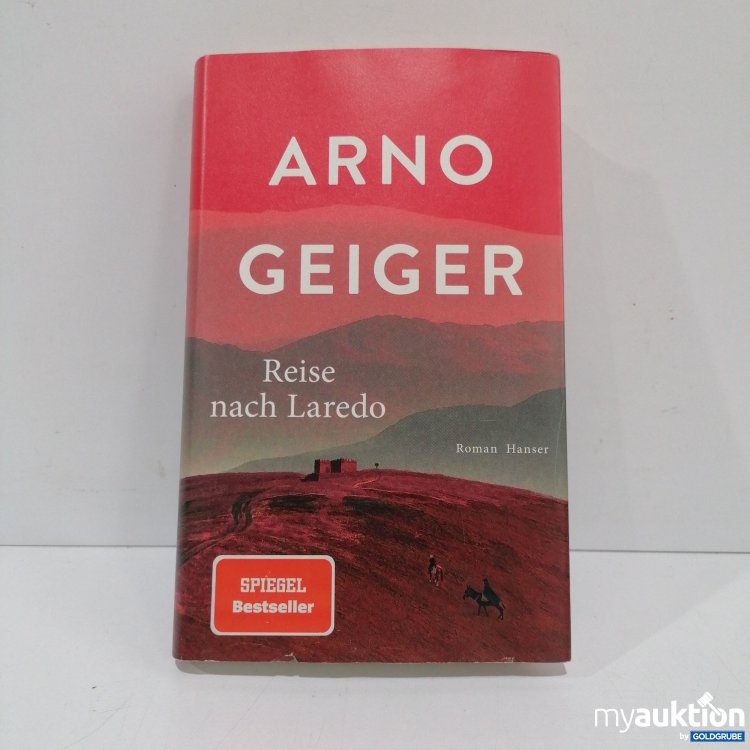 ARNO
GEIGER
Reise
nach Laredo
Roman Hanser
SPIEGEL
Bestseller
myauktion
by GOLDGRUBE